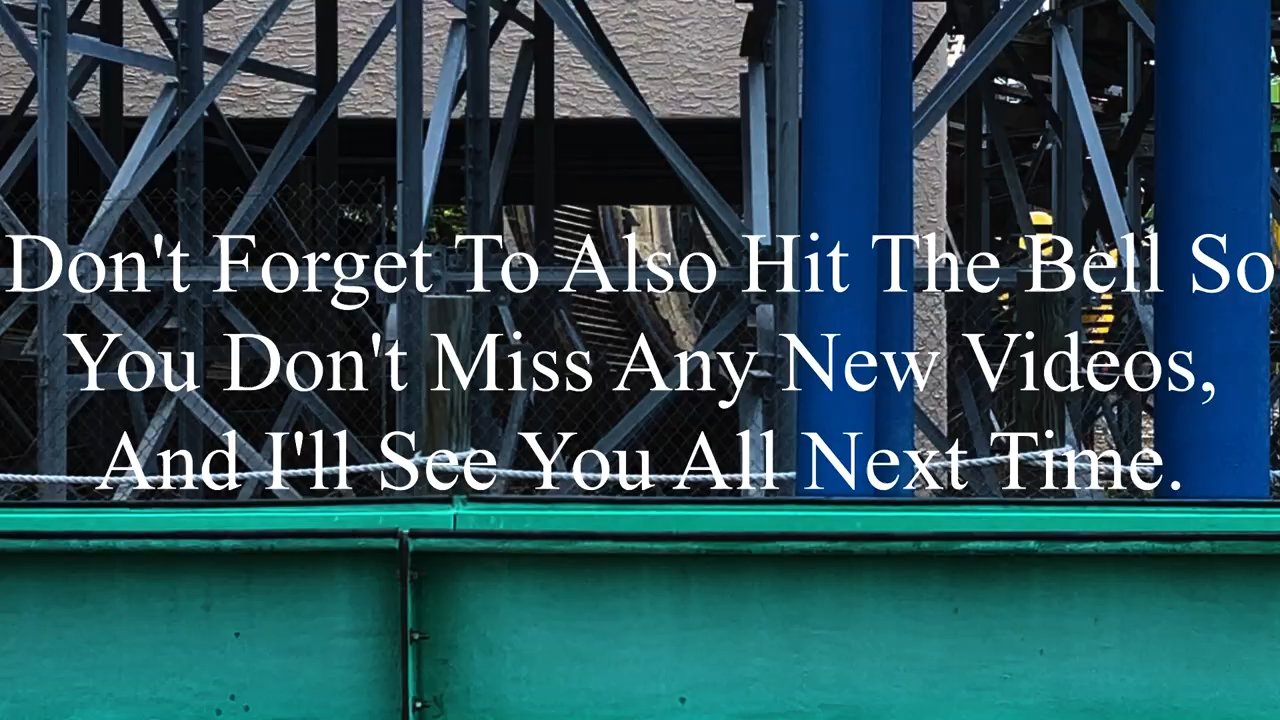 Don't Forget To Also Hit The Bell So
You Don't Miss Any New Videos,
And I'll See You All Next Time.